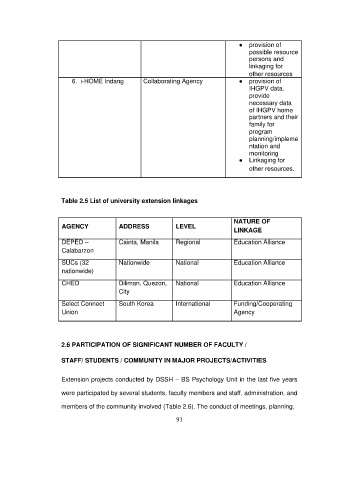 ● provision of
possible resource
persons and
linkaging for
other resources
6. i-HOME Indang Collaborating Agency ● provision of
IHGPV data,
provide
necessary data
of IHGPV home
partners and their
family for
program
planning/impleme
ntation and
monitoring
● Linkaging for
other resources.
Table 2.5 List of university extension linkages
AGENCY ADDRESS LEVEL NATURE OF
LINKAGE
DEPED – Cainta, Manila Regional Education Alliance
Calabarzon
SUCs (32 Nationwide National Education Alliance
nationwide)
CHED Diliman, Quezon, National Education Alliance
City
Select Connect South Korea International Funding/Cooperating
Union Agency
2.6 PARTICIPATION OF SIGNIFICANT NUMBER OF FACULTY /
STAFF/ STUDENTS / COMMUNITY IN MAJOR PROJECTS/ACTIVITIES
Extension projects conducted by DSSH – BS Psychology Unit in the last five years
were participated by several students, faculty members and staff, administration, and
members of the community involved (Table 2.6). The conduct of meetings, planning,
91